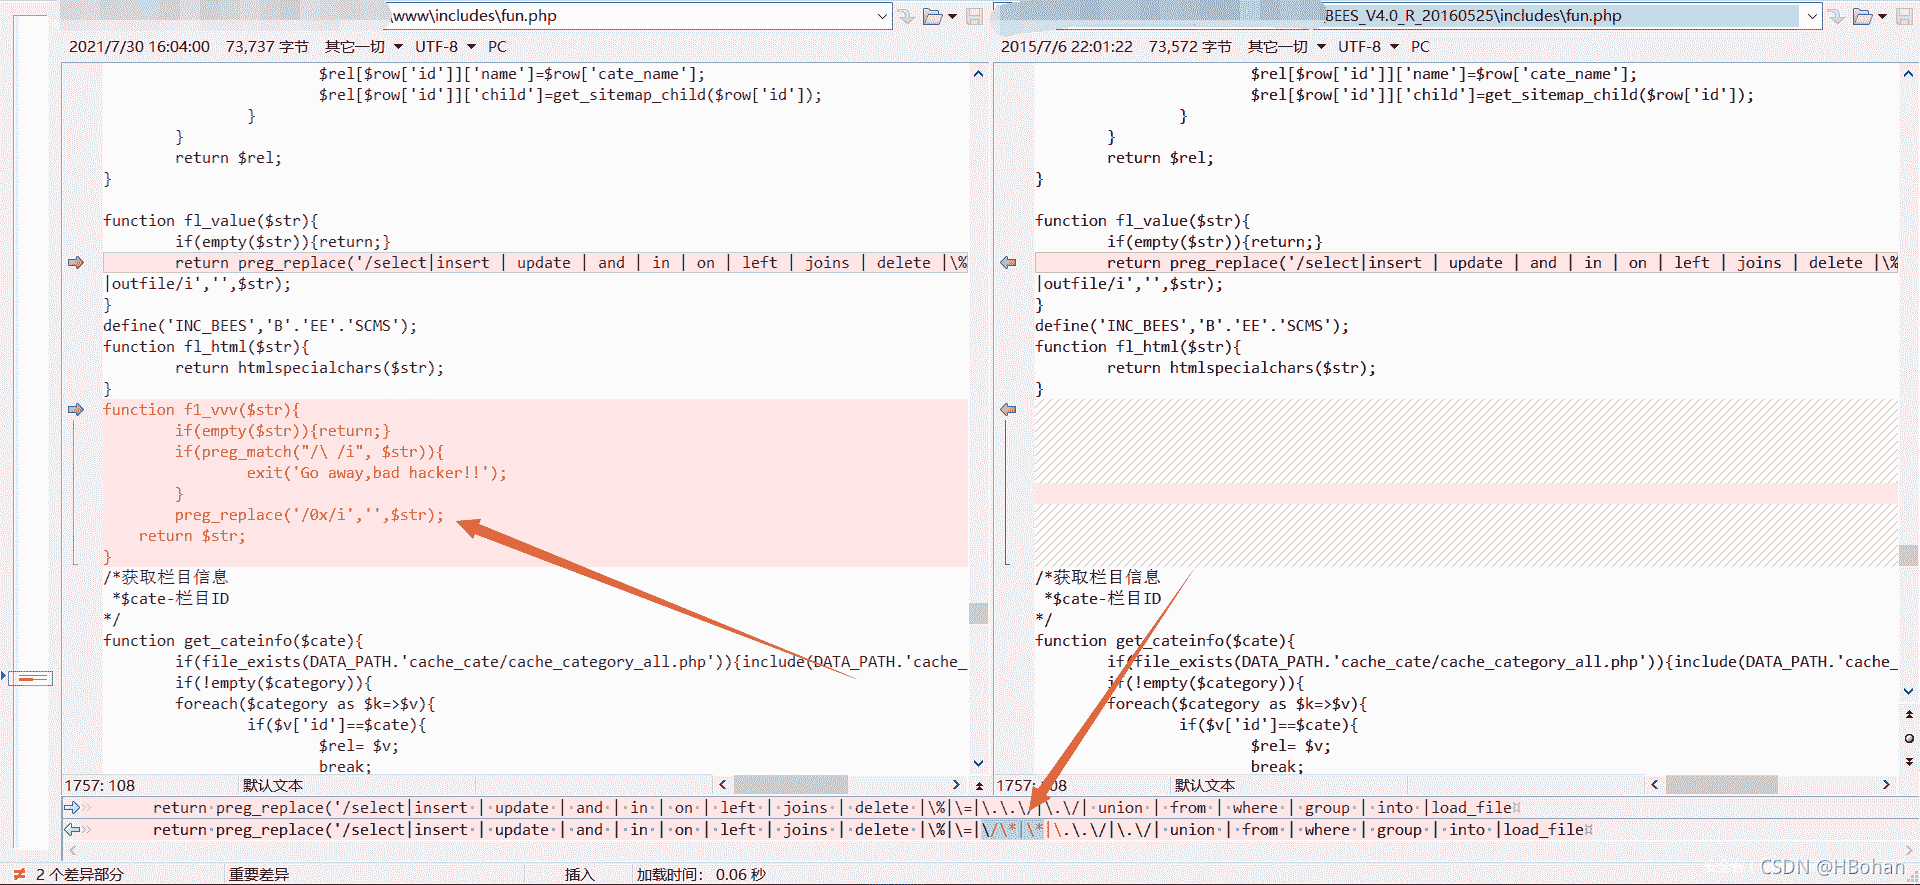 \www\includes\fun.php
BEES_V4.0_R_20160525\includes\fun.php
2021/7/30 16:04:00 73,737 字节 其它一切 UTF-8 PC
2015/7/6 22:01:22 73,572 字节 其它一切 UTF-8 PC
$rel[$row['id']]['name']=$row['cate_name'];
$rel[$row['id']]['child']=get_sitemap_child($row['id']);
}
}
return $rel;
}
function fl_value($str){
if(empty($str)){return;}
return preg_replace('/select|insert | update | and | in | on | left | joins | delete |\%
|outfile/i','',$str);
}
define('INC_BEES','B'.'EE'.'SCMS');
function fl_html($str){
return htmlspecialchars($str);
}
function f1_vvv($str){
if(empty($str)){return;}
if(preg_match("/\ /i", $str)){
exit('Go away,bad hacker!!');
}
preg_replace('/0x/i','',$str);
return $str;
}
/*获取栏目信息
*$cate-栏目ID
*/
function get_cateinfo($cate){
if(file_exists(DATA_PATH.'cache_cate/cache_category_all.php')){include(DATA_PATH.'cache_
if(!empty($category)){
foreach($category as $k=>$v){
if($v['id']==$cate){
$rel= $v;
break;
1757: 108 默认文本
$rel[$row['id']]['name']=$row['cate_name'];
$rel[$row['id']]['child']=get_sitemap_child($row['id']);
}
}
return $rel;
}
function fl_value($str){
if(empty($str)){return;}
return preg_replace('/select|insert | update | and | in | on | left | joins | delete |\%
|outfile/i','',$str);
}
define('INC_BEES','B'.'EE'.'SCMS');
function fl_html($str){
return htmlspecialchars($str);
}
/*获取栏目信息
*$cate-栏目ID
*/
function get_cateinfo($cate){
if(file_exists(DATA_PATH.'cache_cate/cache_category_all.php')){include(DATA_PATH.'cache_
if(!empty($category)){
foreach($category as $k=>$v){
if($v['id']==$cate){
$rel= $v;
break;
1757: 108 默认文本
return·preg_replace('/select|insert·|·update·|·and·|·in·|·on·|·left·|·joins·|·delete·|\%|\=|\.\.\/|\.\/|·union·|·from·|·where·|·group·|·into·|load_file¤
return·preg_replace('/select|insert·|·update·|·and·|·in·|·on·|·left·|·joins·|·delete·|\%|\=|\/\*|\*|\.\.\/|\.\/|·union·|·from·|·where·|·group·|·into·|load_file¤
2 个差异部分 重要差异 插入 加载时间: 0.06 秒
CSDN @HBohan